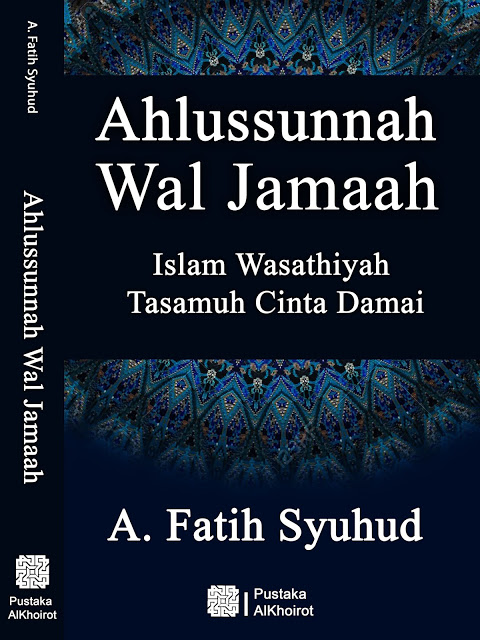 A. Fatih Syuhud
Ahlussunnah Wal Jamaah
Pustaka
AlKhoirot
Ahlussunnah
Wal Jamaah
Islam Wasathiyah
Tasamuh Cinta Damai
A. Fatih Syuhud
Pustaka
AlKhoirot